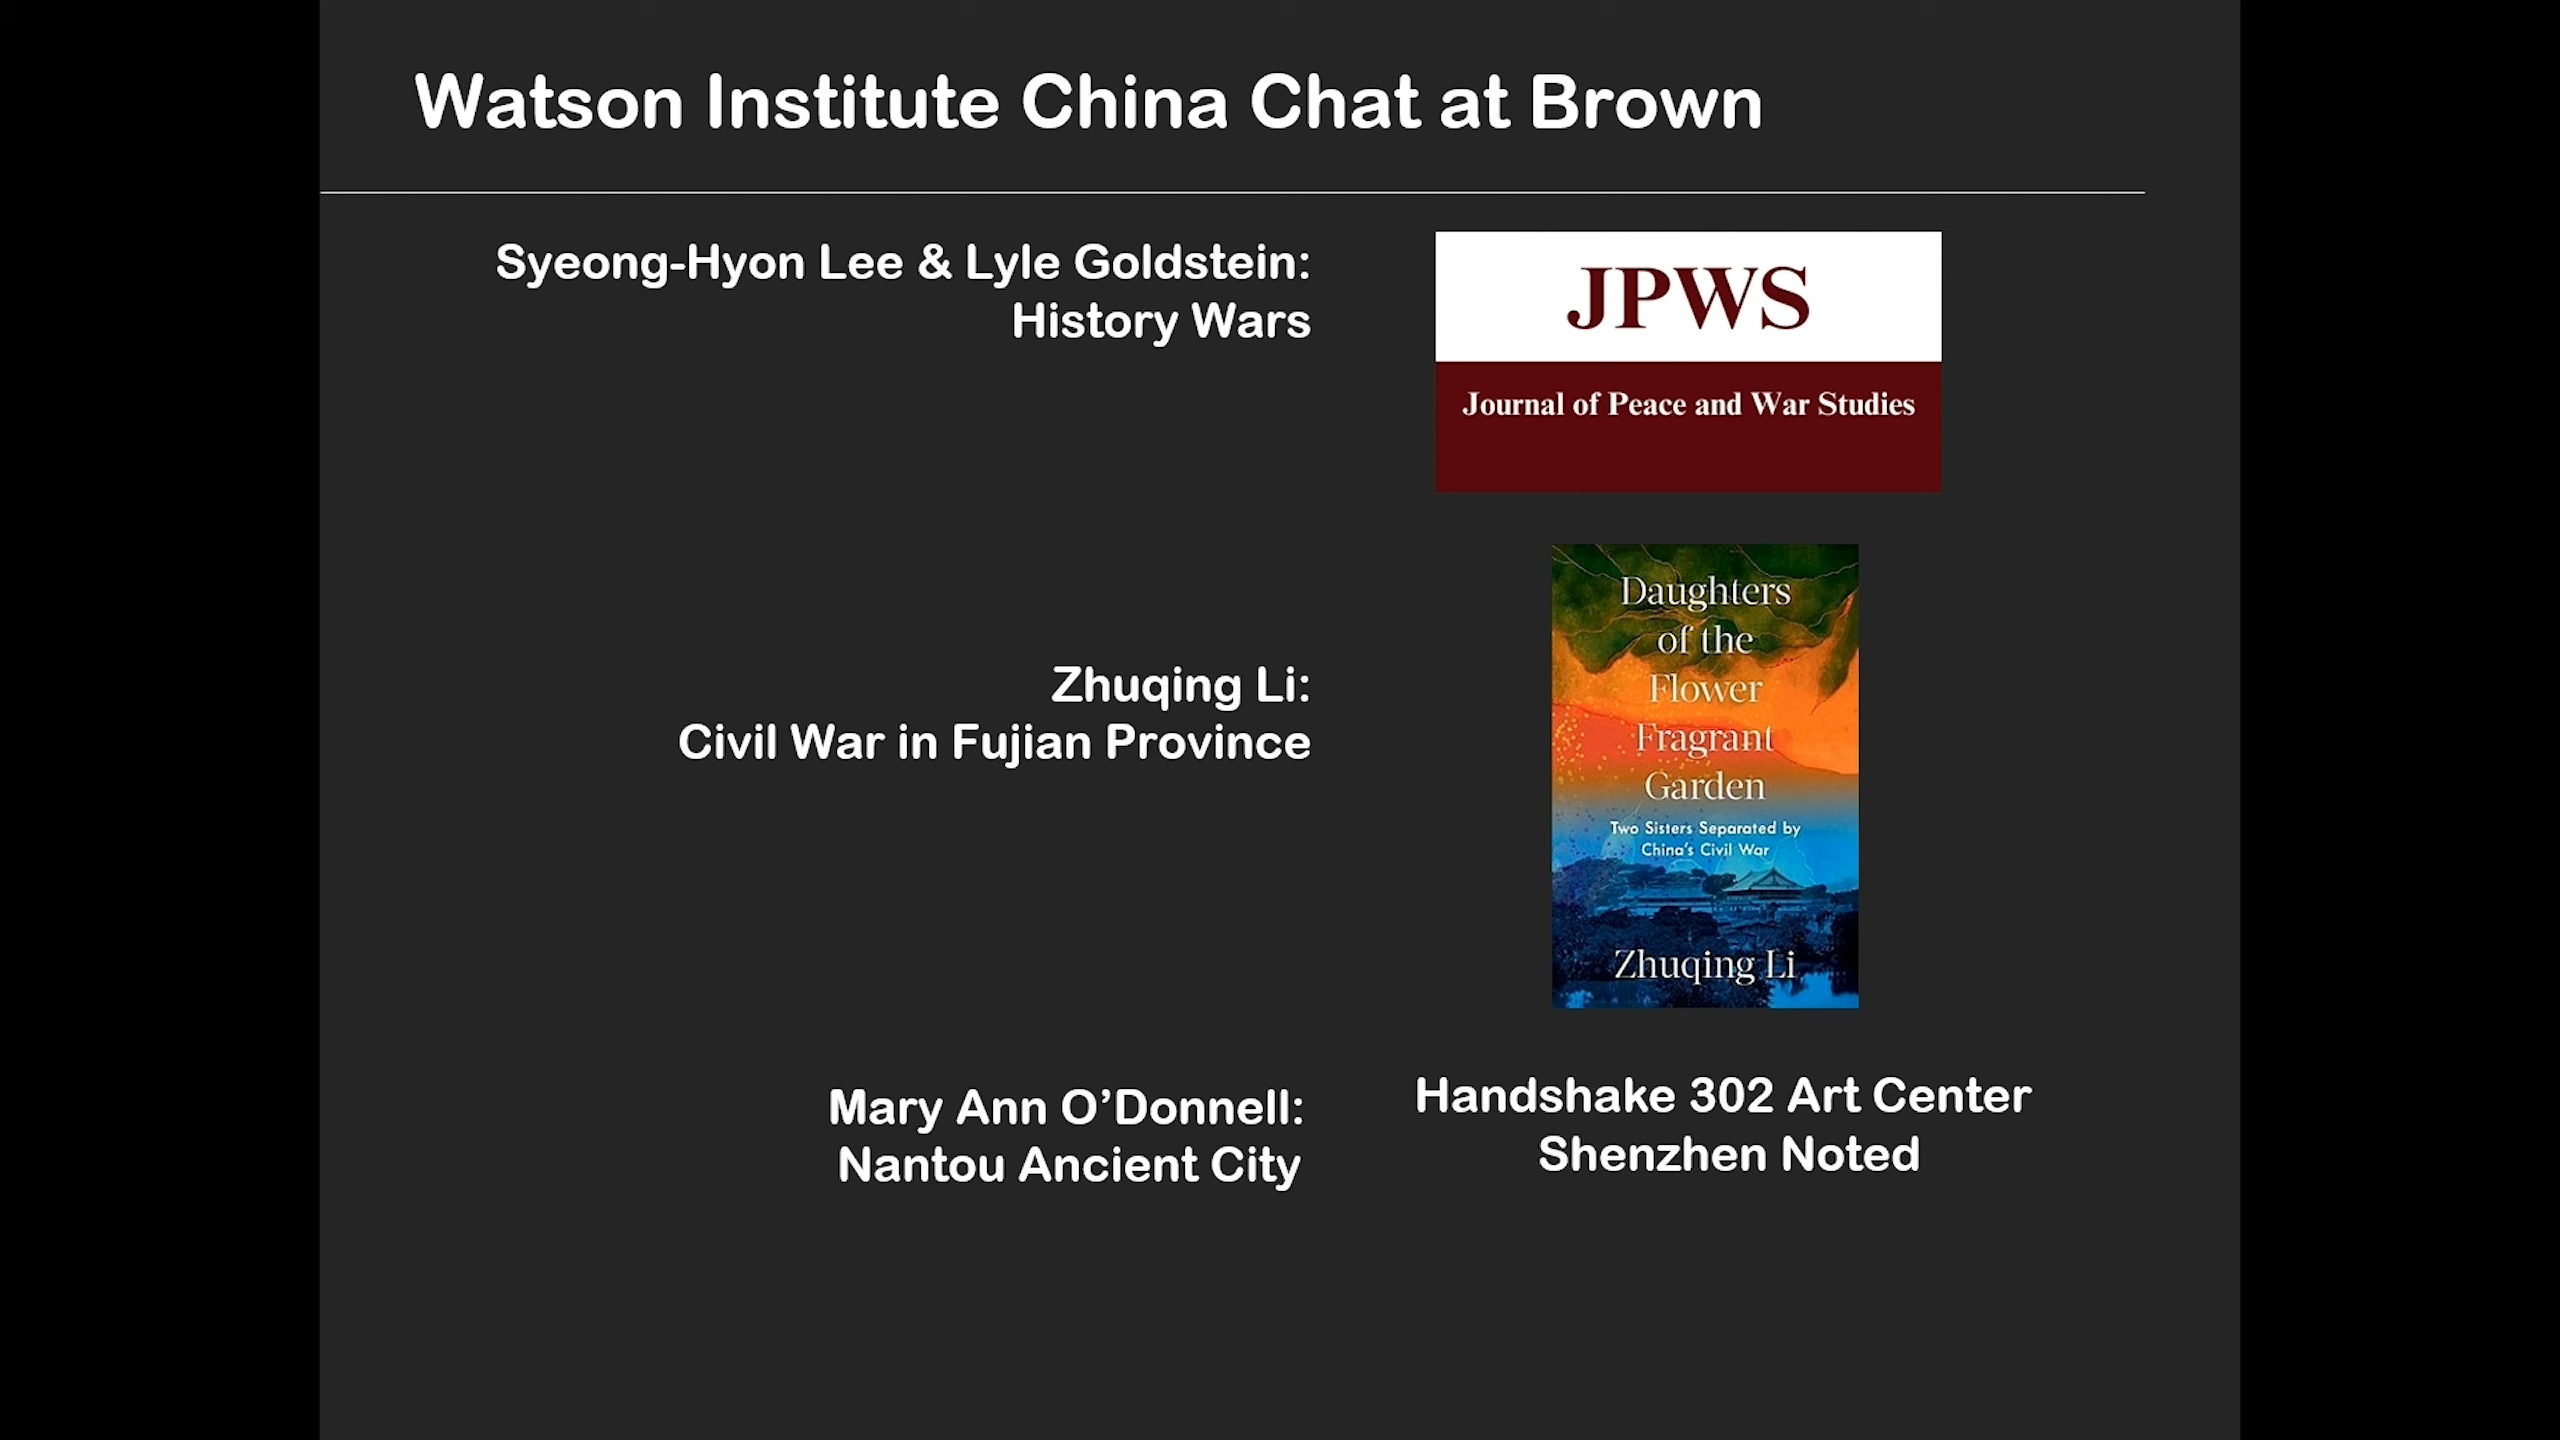 Watson Institute China Chat at Brown
Syeong-Hyon Lee & Lyle Goldstein:
History Wars
JPWS
Journal of Peace and War Studies
Zhuqing Li:
Civil War in Fujian Province
Daughters
of the
Flower
Fragrant
Garden
Two Sisters Separated by
China's Civil War
Zhuqing Li
Mary Ann O’Donnell:
Nantou Ancient City
Handshake 302 Art Center
Shenzhen Noted